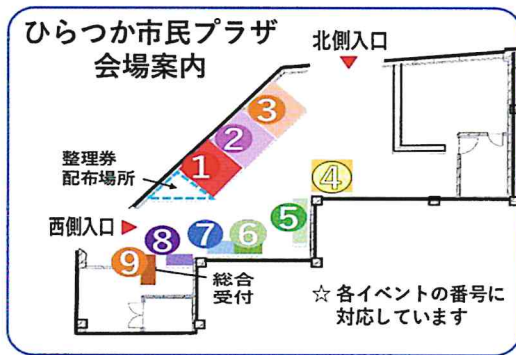 ひらつか市民プラザ
会場案内
北側入口
3
2
1
整理券
配布場所
4
西側入口
5
6
7
8
9
総合
受付
☆ 各イベントの番号に
対応しています